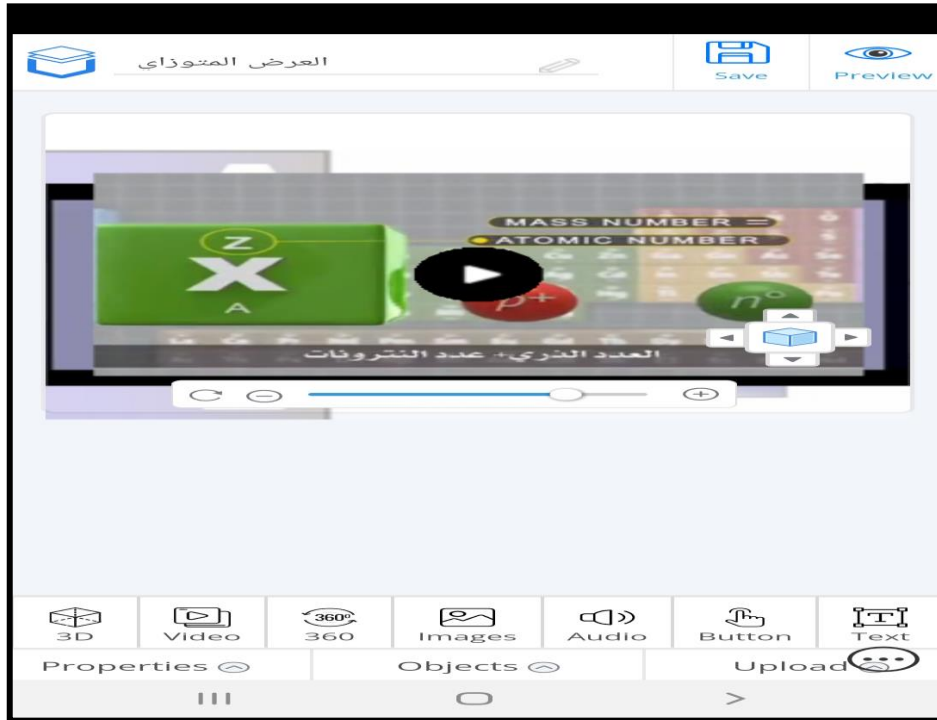 العرض المتوزاي
Save
Preview
MASS NUMBER =
Z
ATOMIC NUMBER
X
p+
n°
A
العدد الذري+ عدد النترونات
3D
Video
360°
360
Images
Audio
Button
T
Text
Properties
Objects
Upload